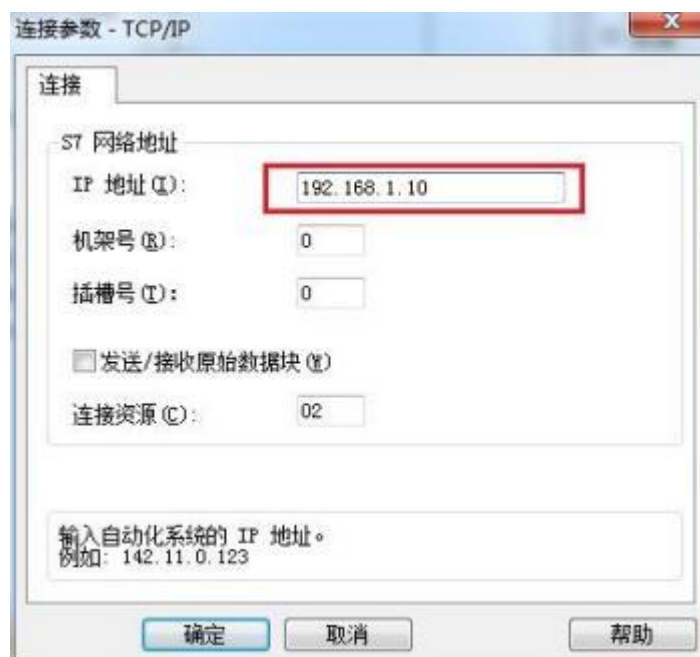 连接参数 - TCP/IP
连接
S7 网络地址
IP 地址(I):
192.168.1.10
机架号(R):
0
插槽号(T):
0
发送/接收原始数据块(W)
连接资源(C):
02
输入自动化系统的 IP 地址。
例如: 142.11.0.123
确定
取消
帮助